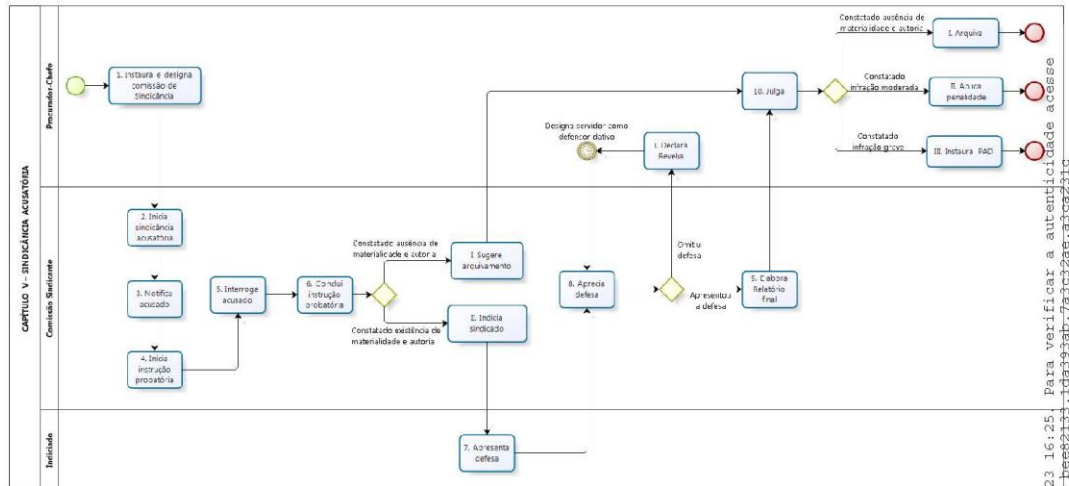 CAPÍTULO V – SINDICÂNCIA ACUSATÓRIA
Procurador-Chefe
1. Instaura e designa
comissão de
Sindicância
10. Julga
Constatado ausência de
materialidade e autoria
I. Arquiva
Constatado
infração moderada
II. Aplica
penalidade
Constatado
infração grave
III. Instaura PAD
Designa servidor como
defensor dativo
I. Declara
Revelia
Comissão Sindicante
2. Inicia
sindicância
acusatória
3. Notifica
acusado
4. Inicia
instrução
probatória
5. Interroga
acusado
6. Conclui
instrução
probatória
Constatado ausência de
materialidade e autoria
I. Sugere
arquivamento
Constatado existência de
materialidade e autoria
II. Indicia
sindicado
8. Aprecia
defesa
Omitiu
defesa
Apresentou
a defesa
9. Elabora
Relatório
final
Indiciado
7. Apresenta
defesa
23 16:25. Para verificar a autenticidade acesse